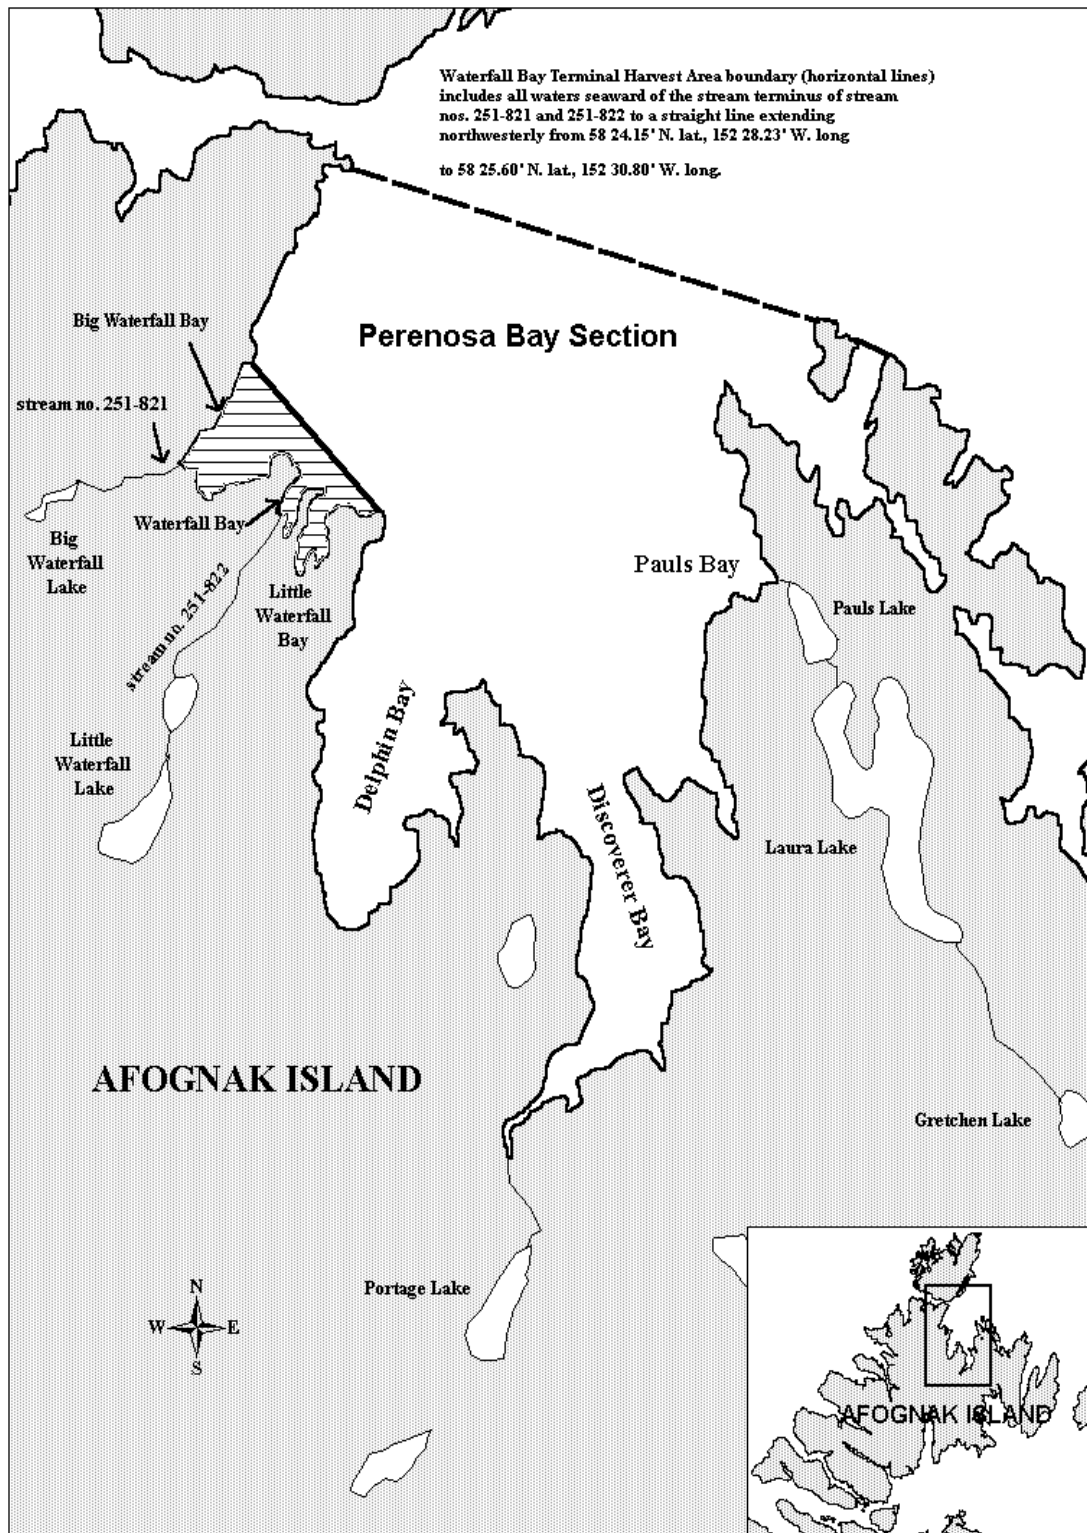 Waterfall Bay Terminal Harvest Area boundary (horizontal lines)
includes all waters seaward of the stream terminus of stream
nos. 251-821 and 251-822 to a straight line extending
northwesterly from 58 24.15' N. lat., 152 28.23' W. long
to 58 25.60' N. lat., 152 30.80' W. long.
Big Waterfall Bay
Perenosa Bay Section
stream no. 251-821
Waterfall Bay
Big
Waterfall
Lake
stream no. 251-822
Little
Waterfall
Bay
Pauls Bay
Pauls Lake
Little
Waterfall
Lake
Delphin Bay
Discoverer Bay
Laura Lake
AFOGNAK ISLAND
Gretchen Lake
Portage Lake
N
W E
S
AFOGNAK ISLAND